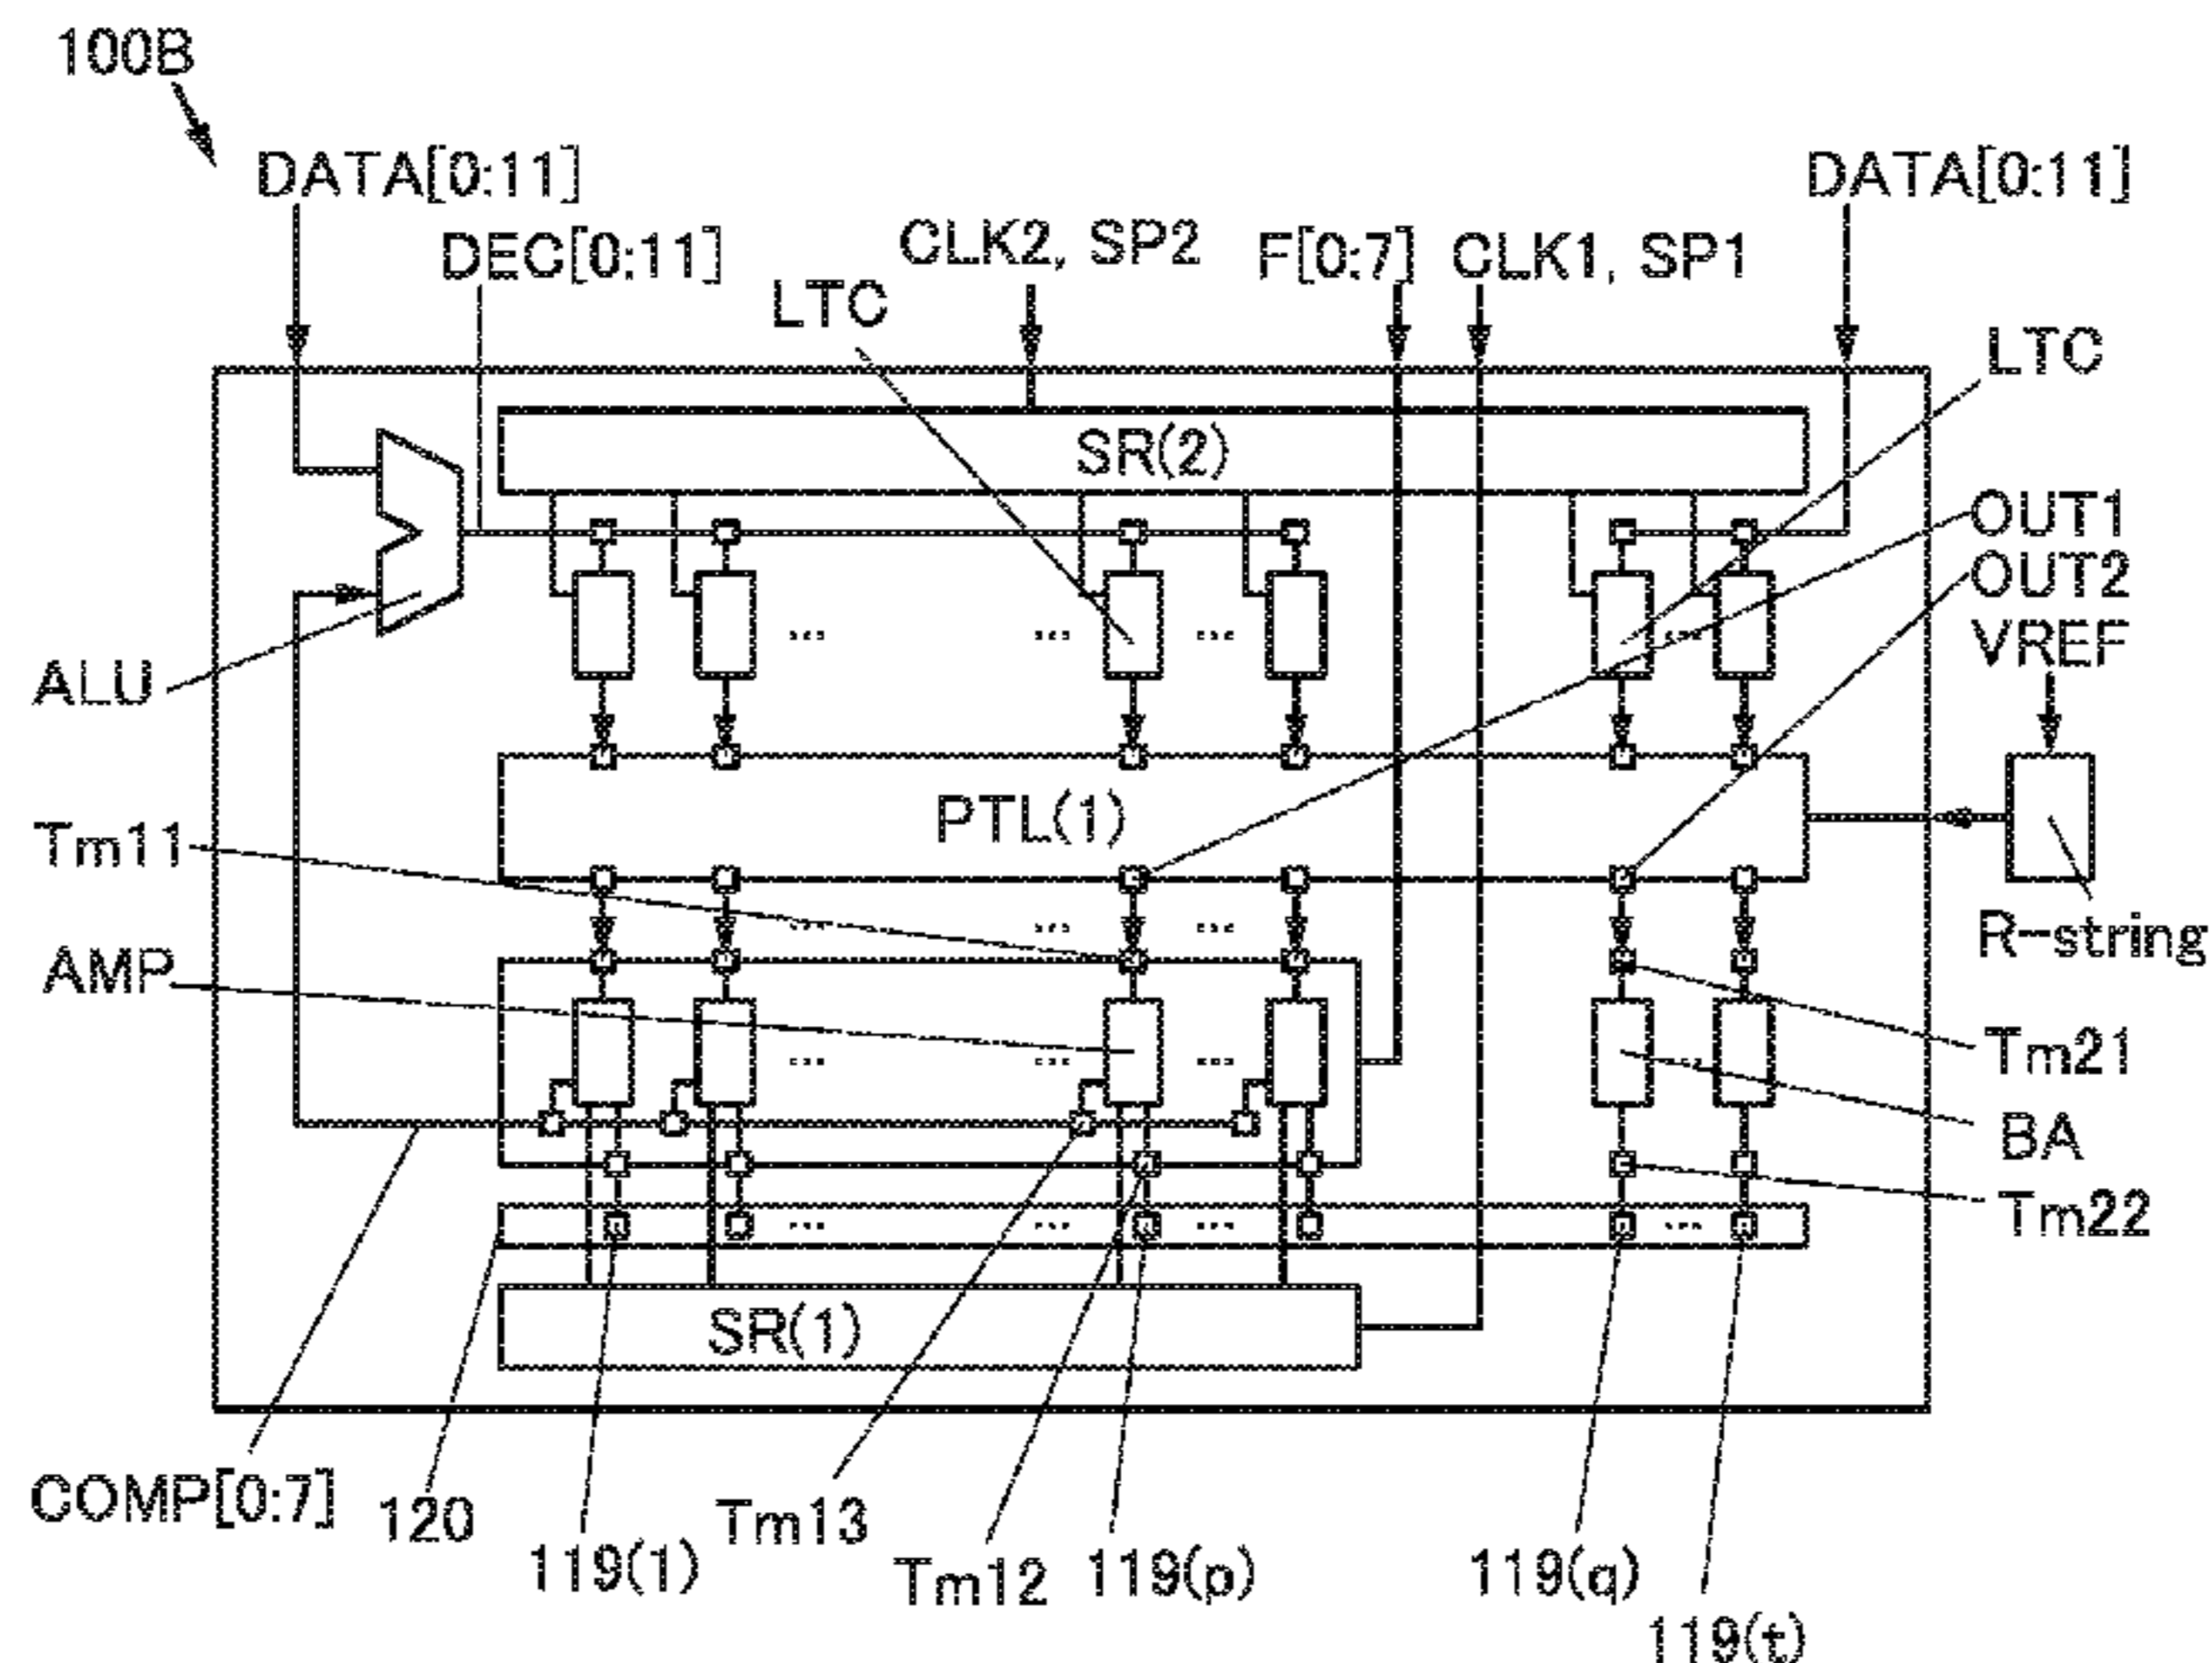 100B
DATA[0:11]
DATA[0:11]
DEC[0:11]
CLK2, SP2
F[0:7]
CLK1, SP1
LTC
LTC
SR(2)
OUT1
OUT2
VREF
ALU
PTL(1)
Tm11
R-string
AMP
Tm21
BA
Tm22
SR(1)
COMP[0:7]
120
119(1)
Tm13
Tm12
119(p)
119(q)
119(t)